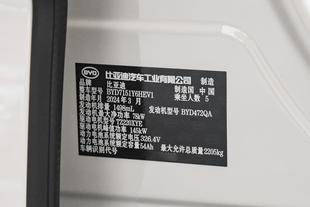 BYD 比亚迪汽车工业有限公司 制造
品牌 比亚迪 制造国 中国
整车型号 BYD7151Y6HEV1 乘坐人数 5
制造年月 2024年3月
发动机排量 1498mL 发动机型号 BYD472QA
发动机最大净功率 78kW
驱动电机型号 TZ220XYE
驱动电机峰值功率 145kW
动力电池系统额定电压 326.4V
动力电池系统额定容量 54Ah 最大允许总质量 2205kg
车辆识别代号